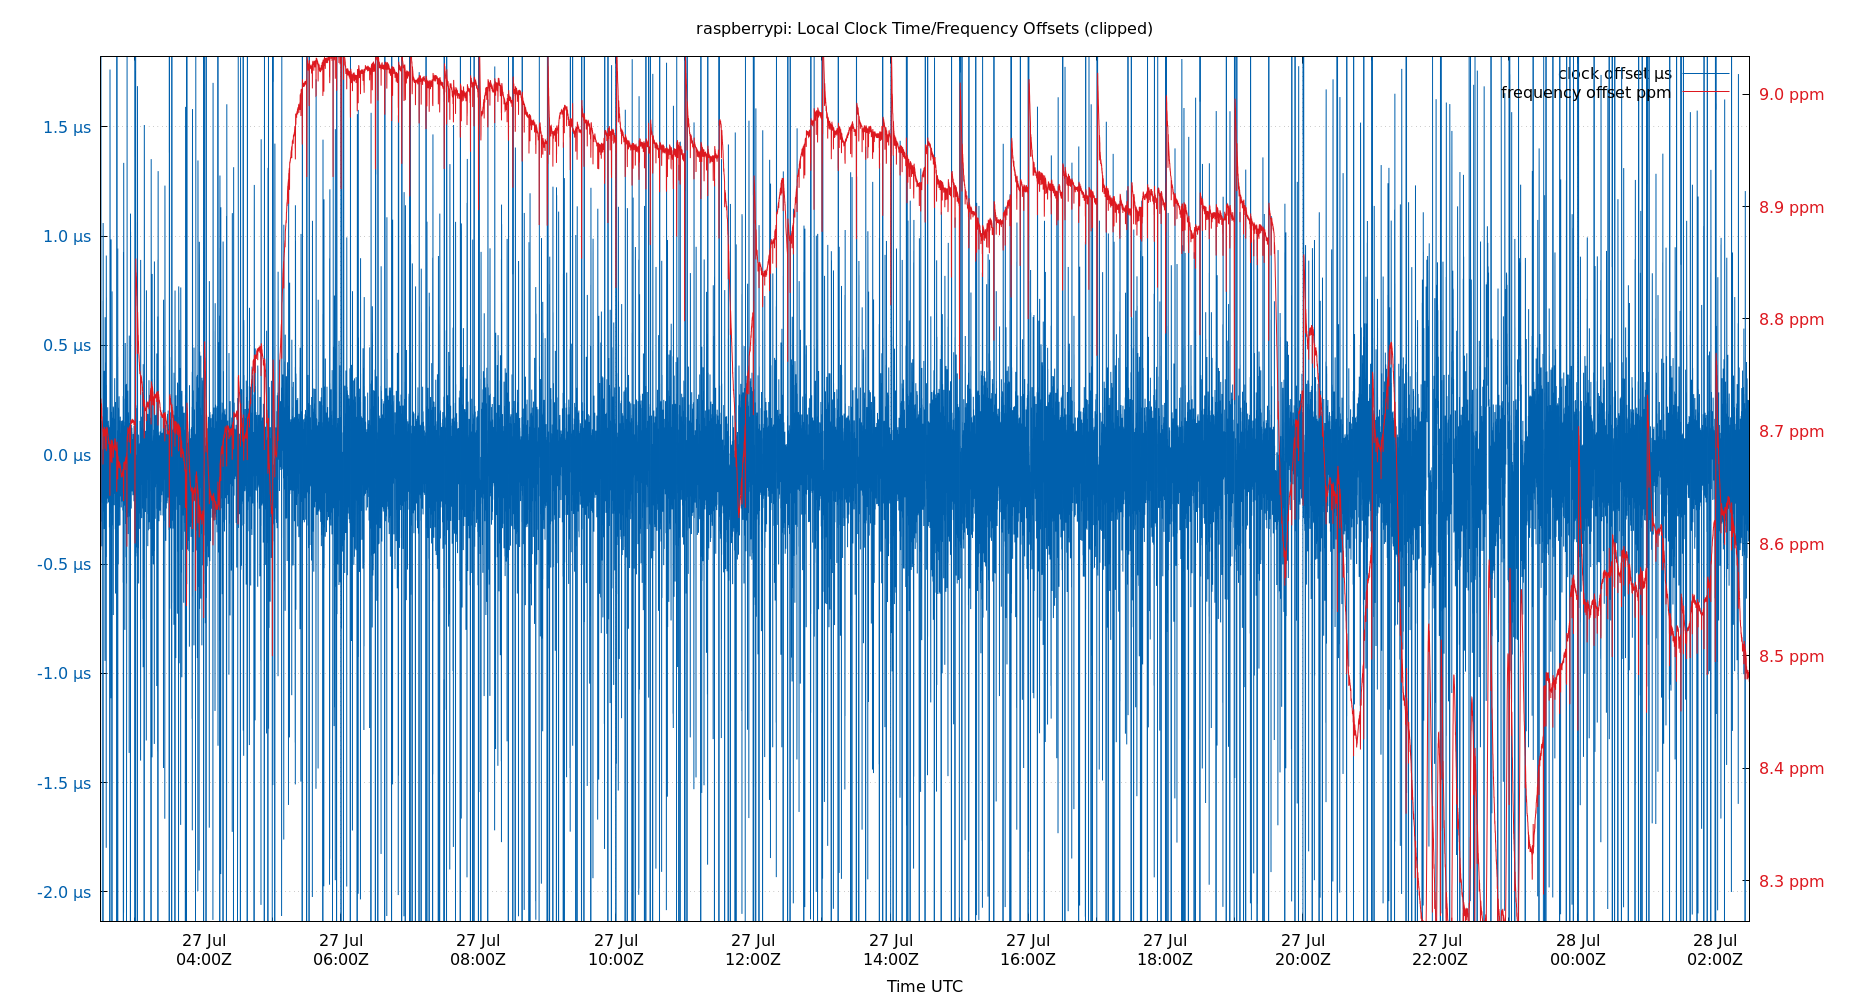 raspberrypi: Local Clock Time/Frequency Offsets (clipped)
clock offset µs
frequency offset ppm
1.5 µs
1.0 µs
0.5 µs
0.0 µs
-0.5 µs
-1.0 µs
-1.5 µs
-2.0 µs
9.0 ppm
8.9 ppm
8.8 ppm
8.7 ppm
8.6 ppm
8.5 ppm
8.4 ppm
8.3 ppm
27 Jul 27 Jul 27 Jul 27 Jul 27 Jul 27 Jul 27 Jul 27 Jul 27 Jul 27 Jul 28 Jul 28 Jul
04:00Z 06:00Z 08:00Z 10:00Z 12:00Z 14:00Z 16:00Z 18:00Z 20:00Z 22:00Z 00:00Z 02:00Z
Time UTC